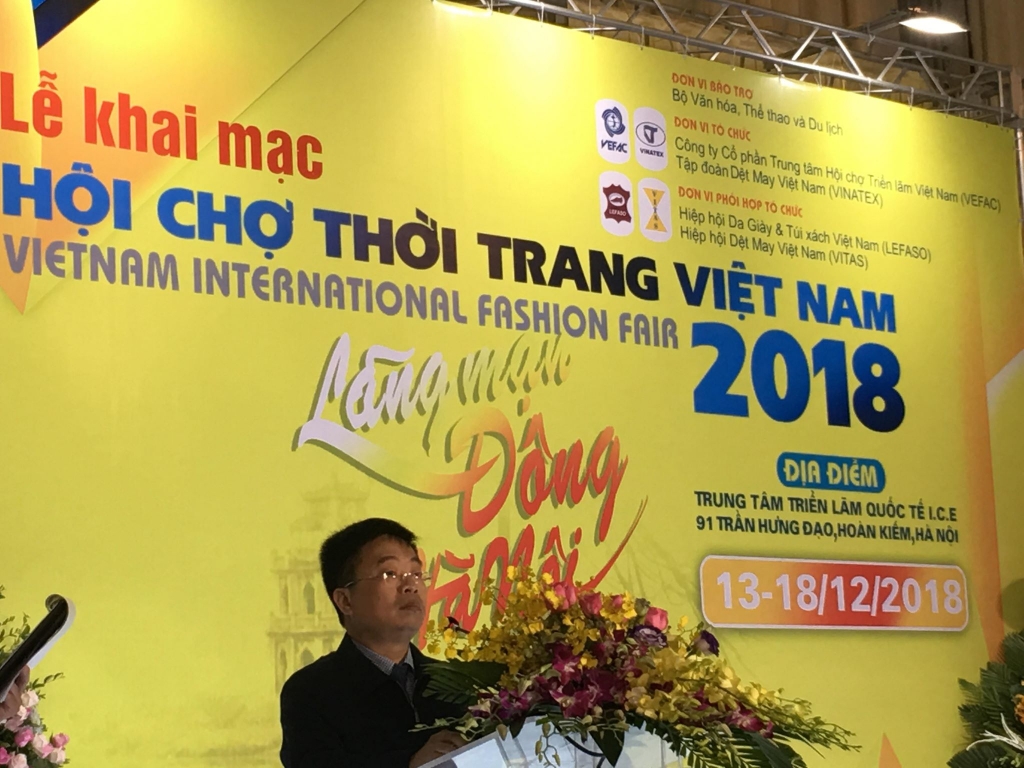 Lễ khai mạc
HỘI CHỢ THỜI TRANG VIỆT NAM
VIETNAM INTERNATIONAL FASHION FAIR
2018
Lãng mạn
Đông
Hà Nội
ĐƠN VỊ BẢO TRỢ
Bộ Văn hóa, Thể thao và Du lịch
ĐƠN VỊ TỔ CHỨC
Công ty Cổ phần Trung tâm Hội chợ Triển lãm Việt Nam (VEFAC)
Tập đoàn Dệt May Việt Nam (VINATEX)
ĐƠN VỊ PHỐI HỢP TỔ CHỨC
Hiệp hội Da Giày & Túi xách Việt Nam (LEFASO)
Hiệp hội Dệt May Việt Nam (VITAS)
VEFAC
VINATEX
LEFASO
VITAS
ĐỊA ĐIỂM
TRUNG TÂM TRIỂN LÃM QUỐC TẾ I.C.E
91 TRẦN HƯNG ĐẠO,HOÀN KIẾM,HÀ NỘI
13-18/12/2018